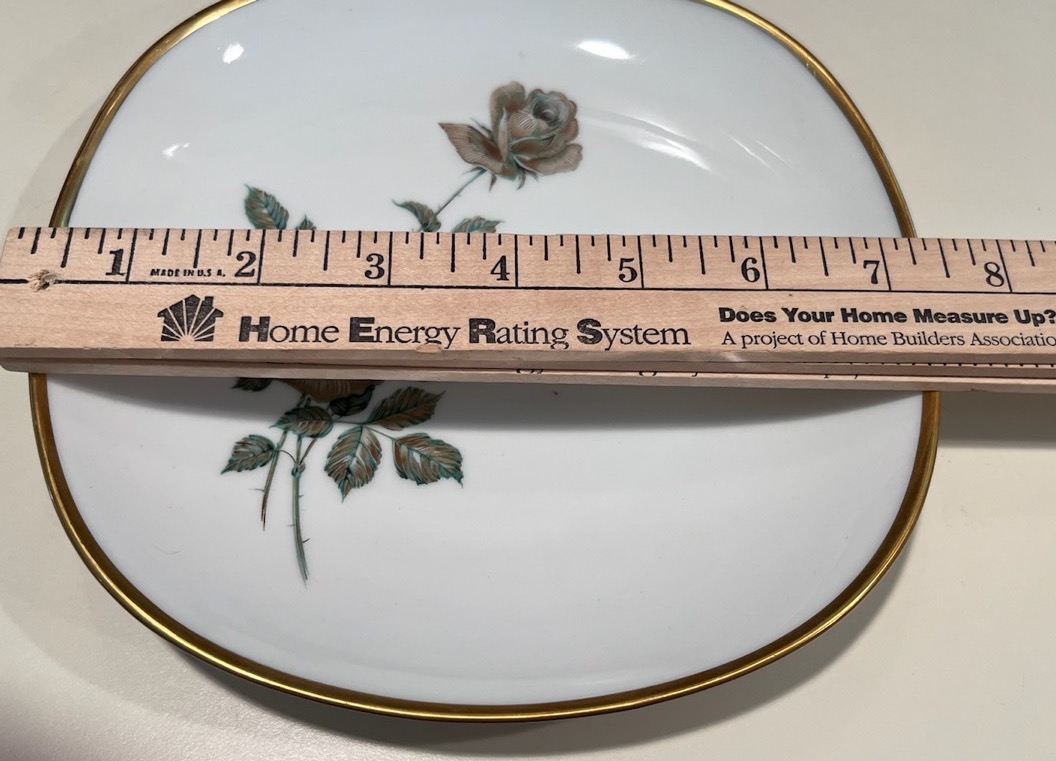 1 2 3 4 5 6 7 8
MADE IN U.S.A.
Home Energy Rating System
Does Your Home Measure Up?
A project of Home Builders Associatio